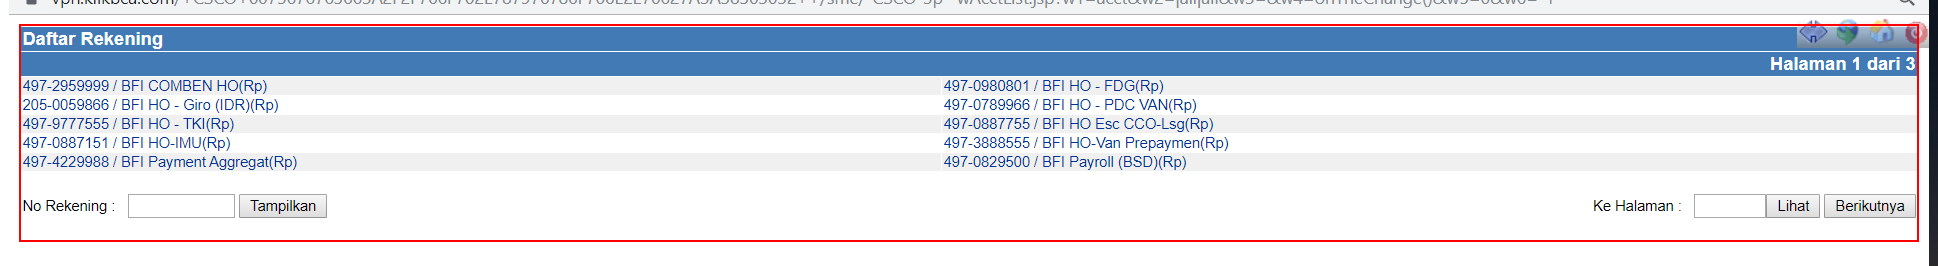 Daftar Rekening
Halaman 1 dari 3
497-2959999 / BFI COMBEN HO(Rp) 497-0980801 / BFI HO - FDG(Rp)
205-0059866 / BFI HO - Giro (IDR)(Rp) 497-0789966 / BFI HO - PDC VAN(Rp)
497-9777555 / BFI HO - TKI(Rp) 497-0887755 / BFI HO Esc CCO-Lsg(Rp)
497-0887151 / BFI HO-IMU(Rp) 497-3888555 / BFI HO-Van Prepaymen(Rp)
497-4229988 / BFI Payment Aggregat(Rp) 497-0829500 / BFI Payroll (BSD)(Rp)
No Rekening : Tampilkan Ke Halaman : Lihat Berikutnya